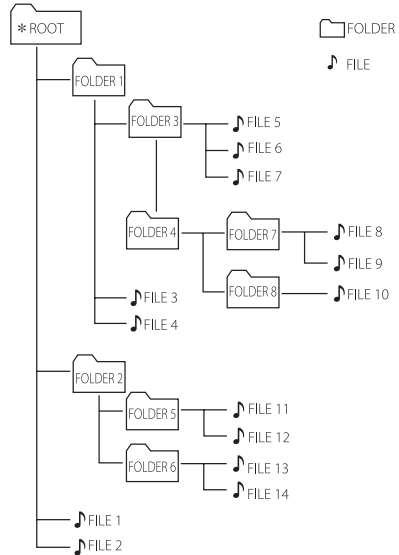 * ROOT
FOLDER
FILE
FOLDER 1
FOLDER 3
FILE 5
FILE 6
FILE 7
FOLDER 4
FOLDER 7
FILE 8
FILE 9
FOLDER 8
FILE 10
FILE 3
FILE 4
FOLDER 2
FOLDER 5
FILE 11
FILE 12
FOLDER 6
FILE 13
FILE 14
FILE 1
FILE 2